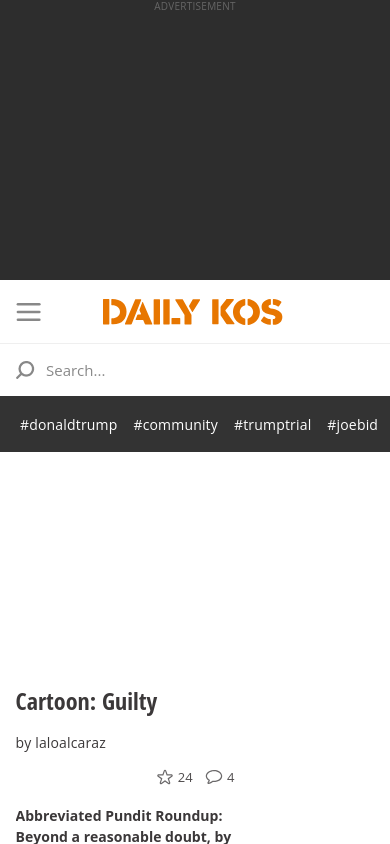 ADVERTISEMENT
DAILY KOS
Search...
#donaldtrump #community #trumptrial #joebid
Cartoon: Guilty
by laloalcaraz
24 4
Abbreviated Pundit Roundup:
Beyond a reasonable doubt, by